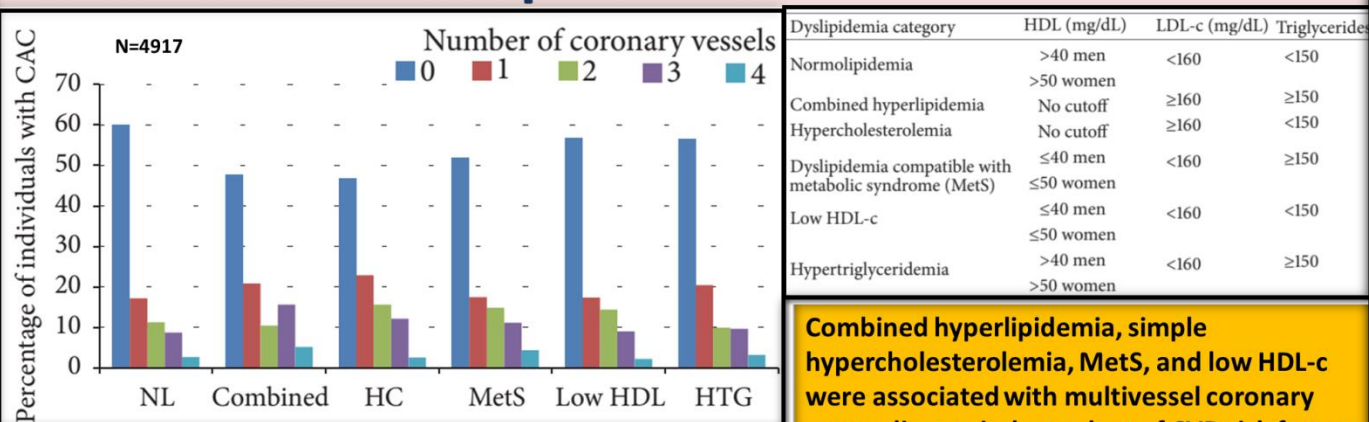 N=4917
Number of coronary vessels
0 1 2 3 4
Percentage of individuals with CAC
70
60
50
40
30
20
10
0
NL Combined HC MetS Low HDL HTG
Dyslipidemia category HDL (mg/dL) LDL-c (mg/dL) Triglycerides
Normolipidemia >40 men <160 <150
>50 women
Combined hyperlipidemia No cutoff ≥160 ≥150
Hypercholesterolemia No cutoff ≥160 <150
Dyslipidemia compatible with ≤40 men <160 ≥150
metabolic syndrome (MetS) ≤50 women
Low HDL-c ≤40 men <160 <150
≤50 women
Hypertriglyceridemia >40 men <160 ≥150
>50 women
Combined hyperlipidemia, simple
hypercholesterolemia, MetS, and low HDL-c
were associated with multivessel coronary